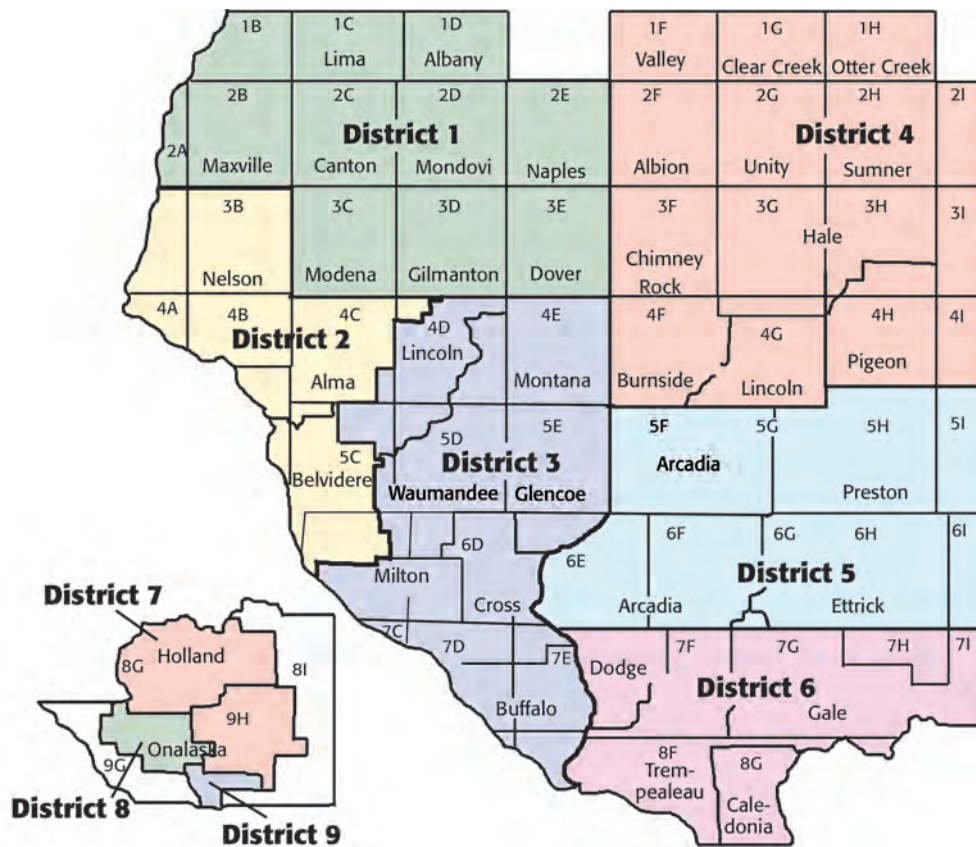 1B 1C 1D 1F 1G 1H
Lima Albany Valley Clear Creek Otter Creek
2B 2C 2D 2E 2F 2G 2H 2I
District 1 District 4
2A
Maxville Canton Mondovi Naples Albion Unity Sumner
3B 3C 3D 3E 3F 3G 3H 3I
Hale
Nelson Modena Gilmanton Dover Chimney
Rock
4A 4B 4C 4D 4E 4F 4G 4H 4I
District 2
Lincoln
Alma Montana Burnside Lincoln Pigeon
5C 5D 5E 5F 5G 5H 5I
District 3
Arcadia
Belvidere Waumandee Glencoe Preston
6D 6E 6F 6G 6H 6I
District 5
Milton Cross Arcadia Ettrick
7C 7D 7E 7F 7G 7H 7I
Dodge
District 6
Buffalo Gale
8F 8G
Trem-
pealeau
Cale-
donia
District 7
Holland
8G 8I
9H
Onalaska
9G
District 8
District 9